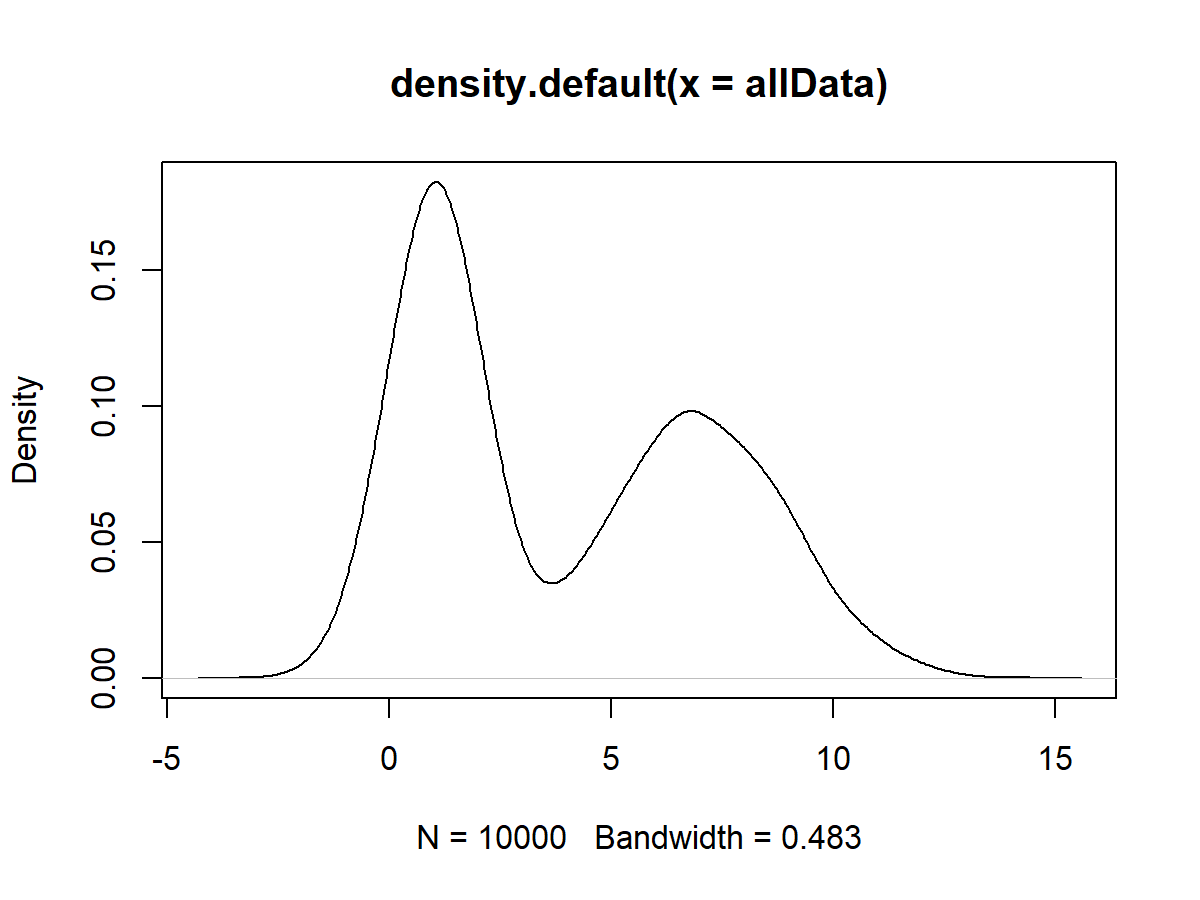 density.default(x = allData)
Density
0.15
0.10
0.05
0.00
-5 0 5 10 15
N = 10000 Bandwidth = 0.483